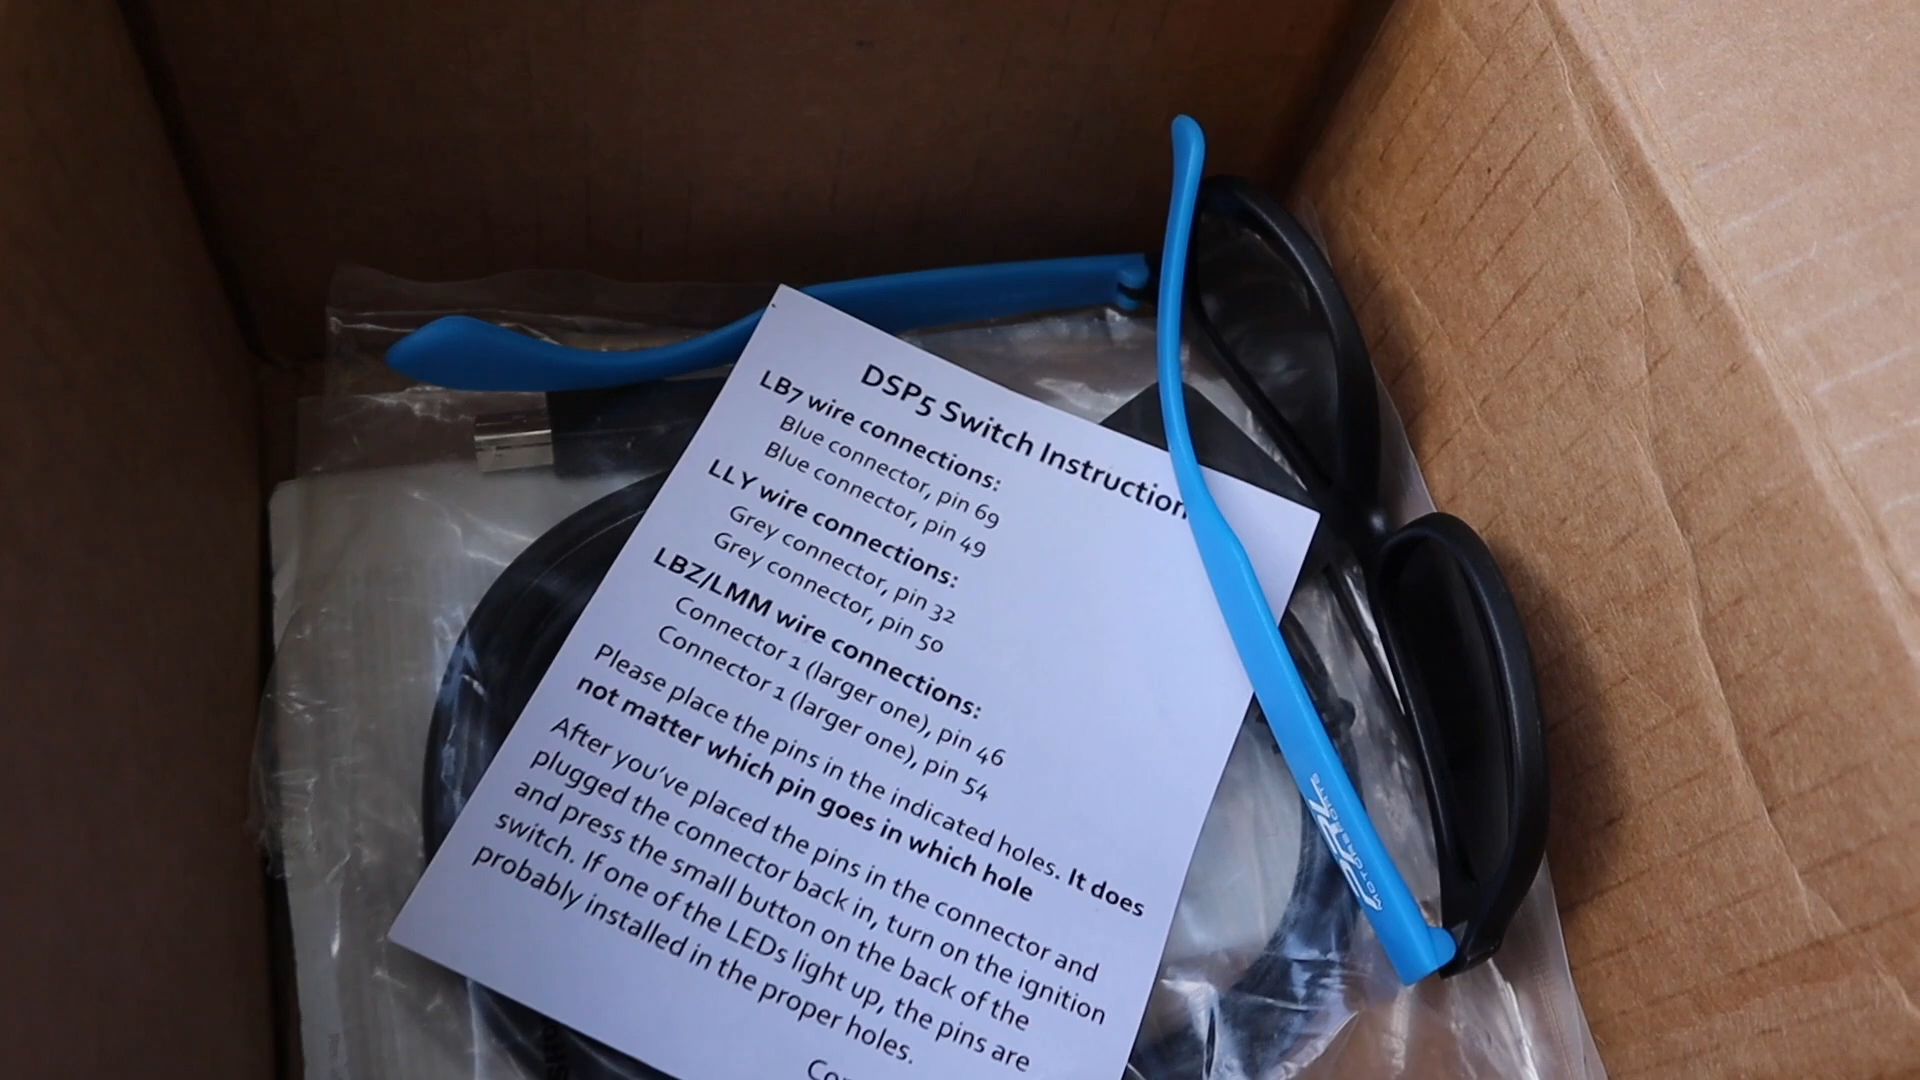 DSP5 Switch Instruction
LB7 wire connections:
Blue connector, pin 69
Blue connector, pin 49
LLY wire connections:
Grey connector, pin 32
Grey connector, pin 50
LBZ/LMM wire connections:
Connector 1 (larger one), pin 46
Connector 1 (larger one), pin 54
Please place the pins in the indicated holes. It does
not matter which pin goes in which hole
After you've placed the pins in the connector and
plugged the connector back in, turn on the ignition
and press the small button on the back of the
switch. If one of the LEDs light up, the pins are
probably installed in the proper holes.
MOTORSPORTS